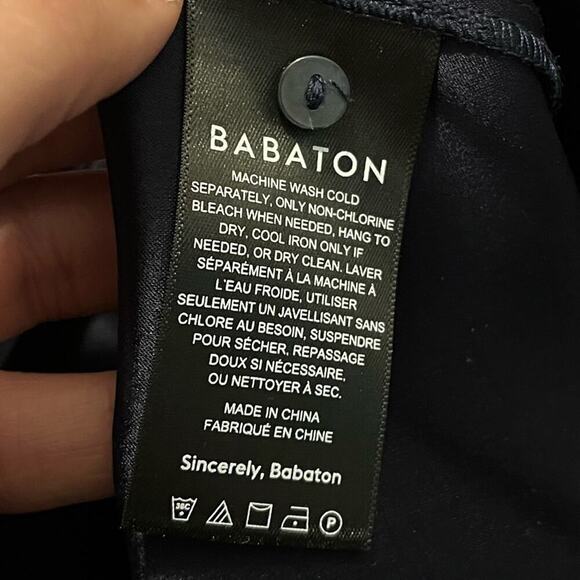 BABATON
MACHINE WASH COLD
SEPARATELY, ONLY NON-CHLORINE
BLEACH WHEN NEEDED, HANG TO
DRY, COOL IRON ONLY IF
NEEDED, OR DRY CLEAN. LAVER
SÉPARÉMENT À LA MACHINE À
L'EAU FROIDE, UTILISER
SEULEMENT UN JAVELLISANT SANS
CHLORE AU BESOIN, SUSPENDRE
POUR SÉCHER, REPASSAGE
DOUX SI NÉCESSAIRE,
OU NETTOYER À SEC.
MADE IN CHINA
FABRIQUÉ EN CHINE
Sincerely, Babaton
30C P